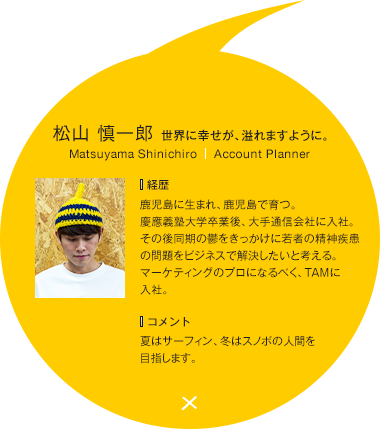 松山 慎一郎 世界に幸せが、溢れますように。
Matsuyama Shinichiro | Account Planner
経歴
鹿児島に生まれ、鹿児島で育つ。
慶應義塾大学卒業後、大手通信会社に入社。
その後同期の鬱をきっかけに若者の精神疾患
の問題をビジネスで解決したいと考える。
マーケティングのプロになるべく、TAMに
入社。
コメント
夏はサーフィン、冬はスノボの人間を
目指します。